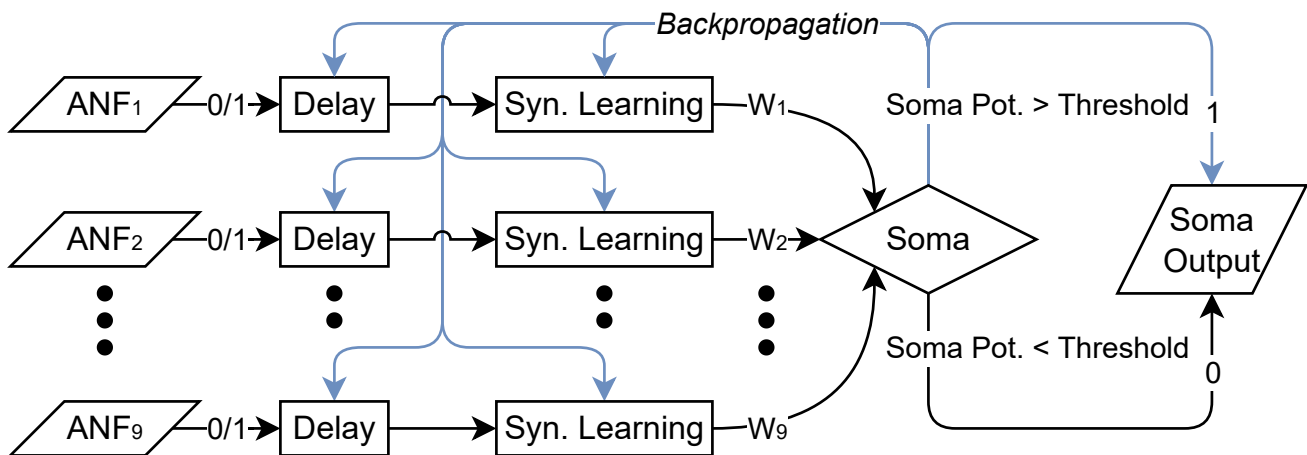 Backpropagation
ANF1 0/1 Delay Syn. Learning W1 Soma Pot. > Threshold 1
ANF2 0/1 Delay Syn. Learning W2 Soma Soma
Output
Soma Pot. < Threshold 0
ANF9 0/1 Delay Syn. Learning W9